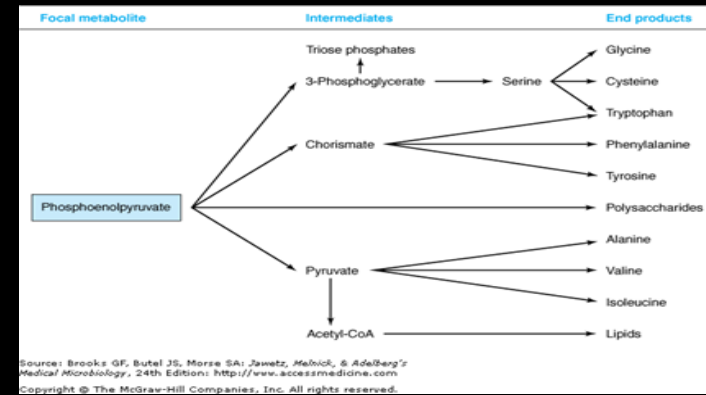 Focal metabolite Intermediates End products
Triose phosphates Glycine
3-Phosphoglycerate Serine Cysteine
Tryptophan
Chorismate Phenylalanine
Tyrosine
Phosphoenolpyruvate Polysaccharides
Alanine
Pyruvate Valine
Isoleucine
Acetyl-CoA Lipids
Source: Brooks GF, Butel JS, Morse SA: Jawetz, Melnick, & Adelberg's
Medical Microbiology, 24th Edition: http://www.accessmedicine.com
Copyright © The McGraw-Hill Companies, Inc. All rights reserved.